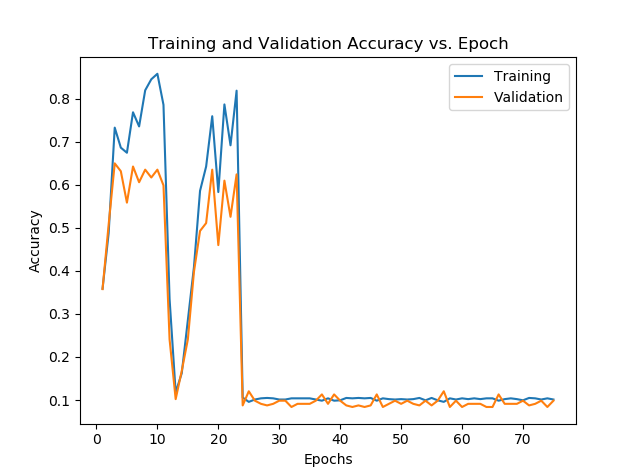 Training and Validation Accuracy vs. Epoch
Training
Validation
Accuracy
0.8
0.7
0.6
0.5
0.4
0.3
0.2
0.1
0 10 20 30 40 50 60 70
Epochs